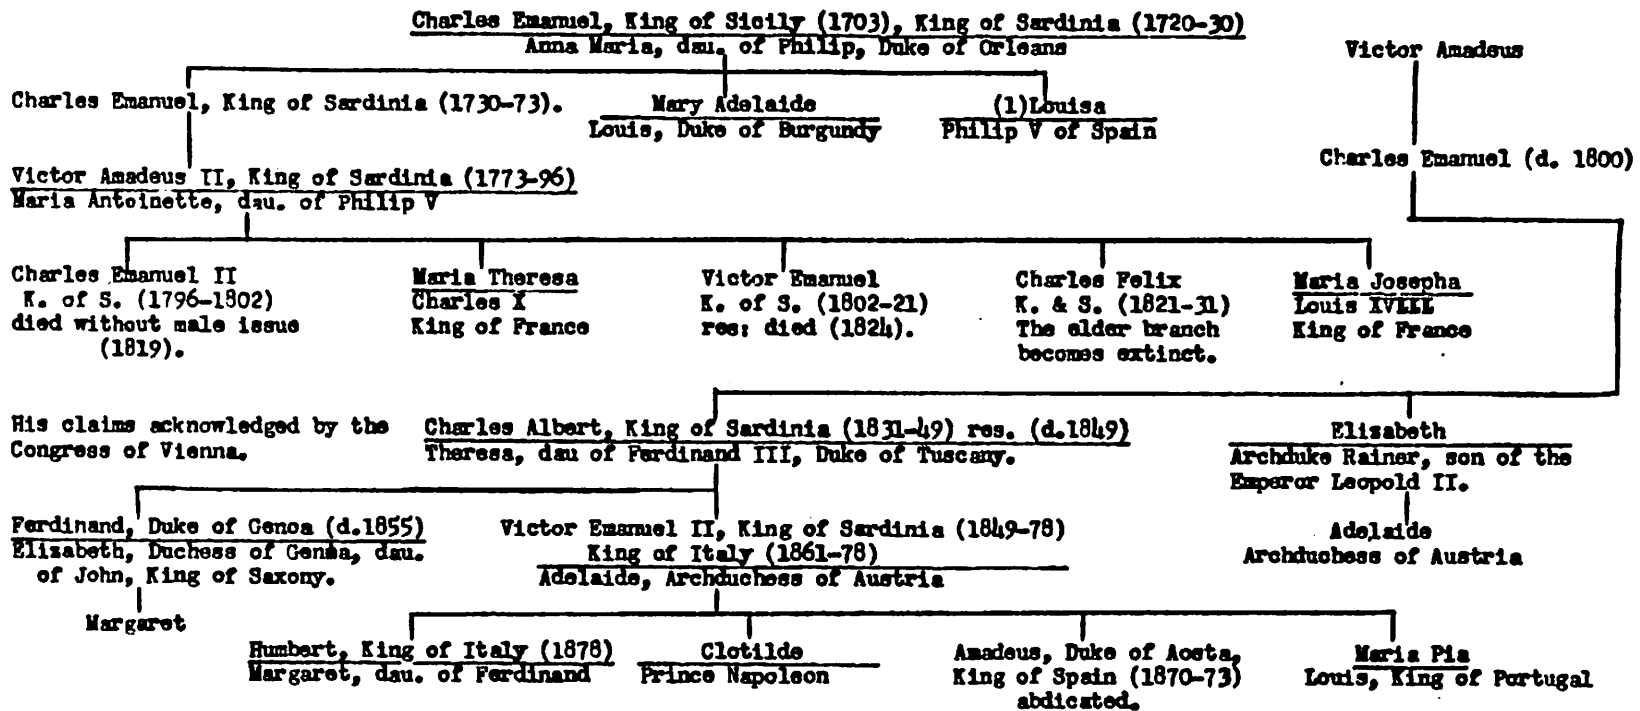 Charles Emanuel, King of Sicily (1703), King of Sardinia (1720-30)
Anna Maria, dau. of Philip, Duke of Orleans
Victor Amadeus
Charles Emanuel, King of Sardinia (1730-73).
Mary Adelaide
Louis, Duke of Burgundy
(1)Louisa
Philip V of Spain
Charles Emanuel (d. 1800)
Victor Amadeus II, King of Sardinia (1773-96)
Maria Antoinette, dau. of Philip V
Charles Emanuel II
K. of S. (1796-1802)
died without male issue
(1819).
Maria Theresa
Charles X
King of France
Victor Emanuel
K. of S. (1802-21)
res: died (1824).
Charles Felix
K. & S. (1821-31)
The elder branch
becomes extinct.
Maria Josepha
Louis XVIII
King of France
His claims acknowledged by the
Congress of Vienna.
Charles Albert, King of Sardinia (1831-49) res. (d.1849)
Theresa, dau of Ferdinand III, Duke of Tuscany.
Elizabeth
Archduke Rainer, son of the
Emperor Leopold II.
Ferdinand, Duke of Genoa (d.1855)
Elizabeth, Duchess of Genoa, dau.
of John, King of Saxony.
Victor Emanuel II, King of Sardinia (1849-78)
King of Italy (1861-78)
Adelaide, Archduchess of Austria
Adelaide
Archduchess of Austria
Margaret
Humbert, King of Italy (1878)
Margaret, dau. of Ferdinand
Clotilde
Prince Napoleon
Amadeus, Duke of Aosta,
King of Spain (1870-73)
abdicated.
Maria Pia
Louis, King of Portugal